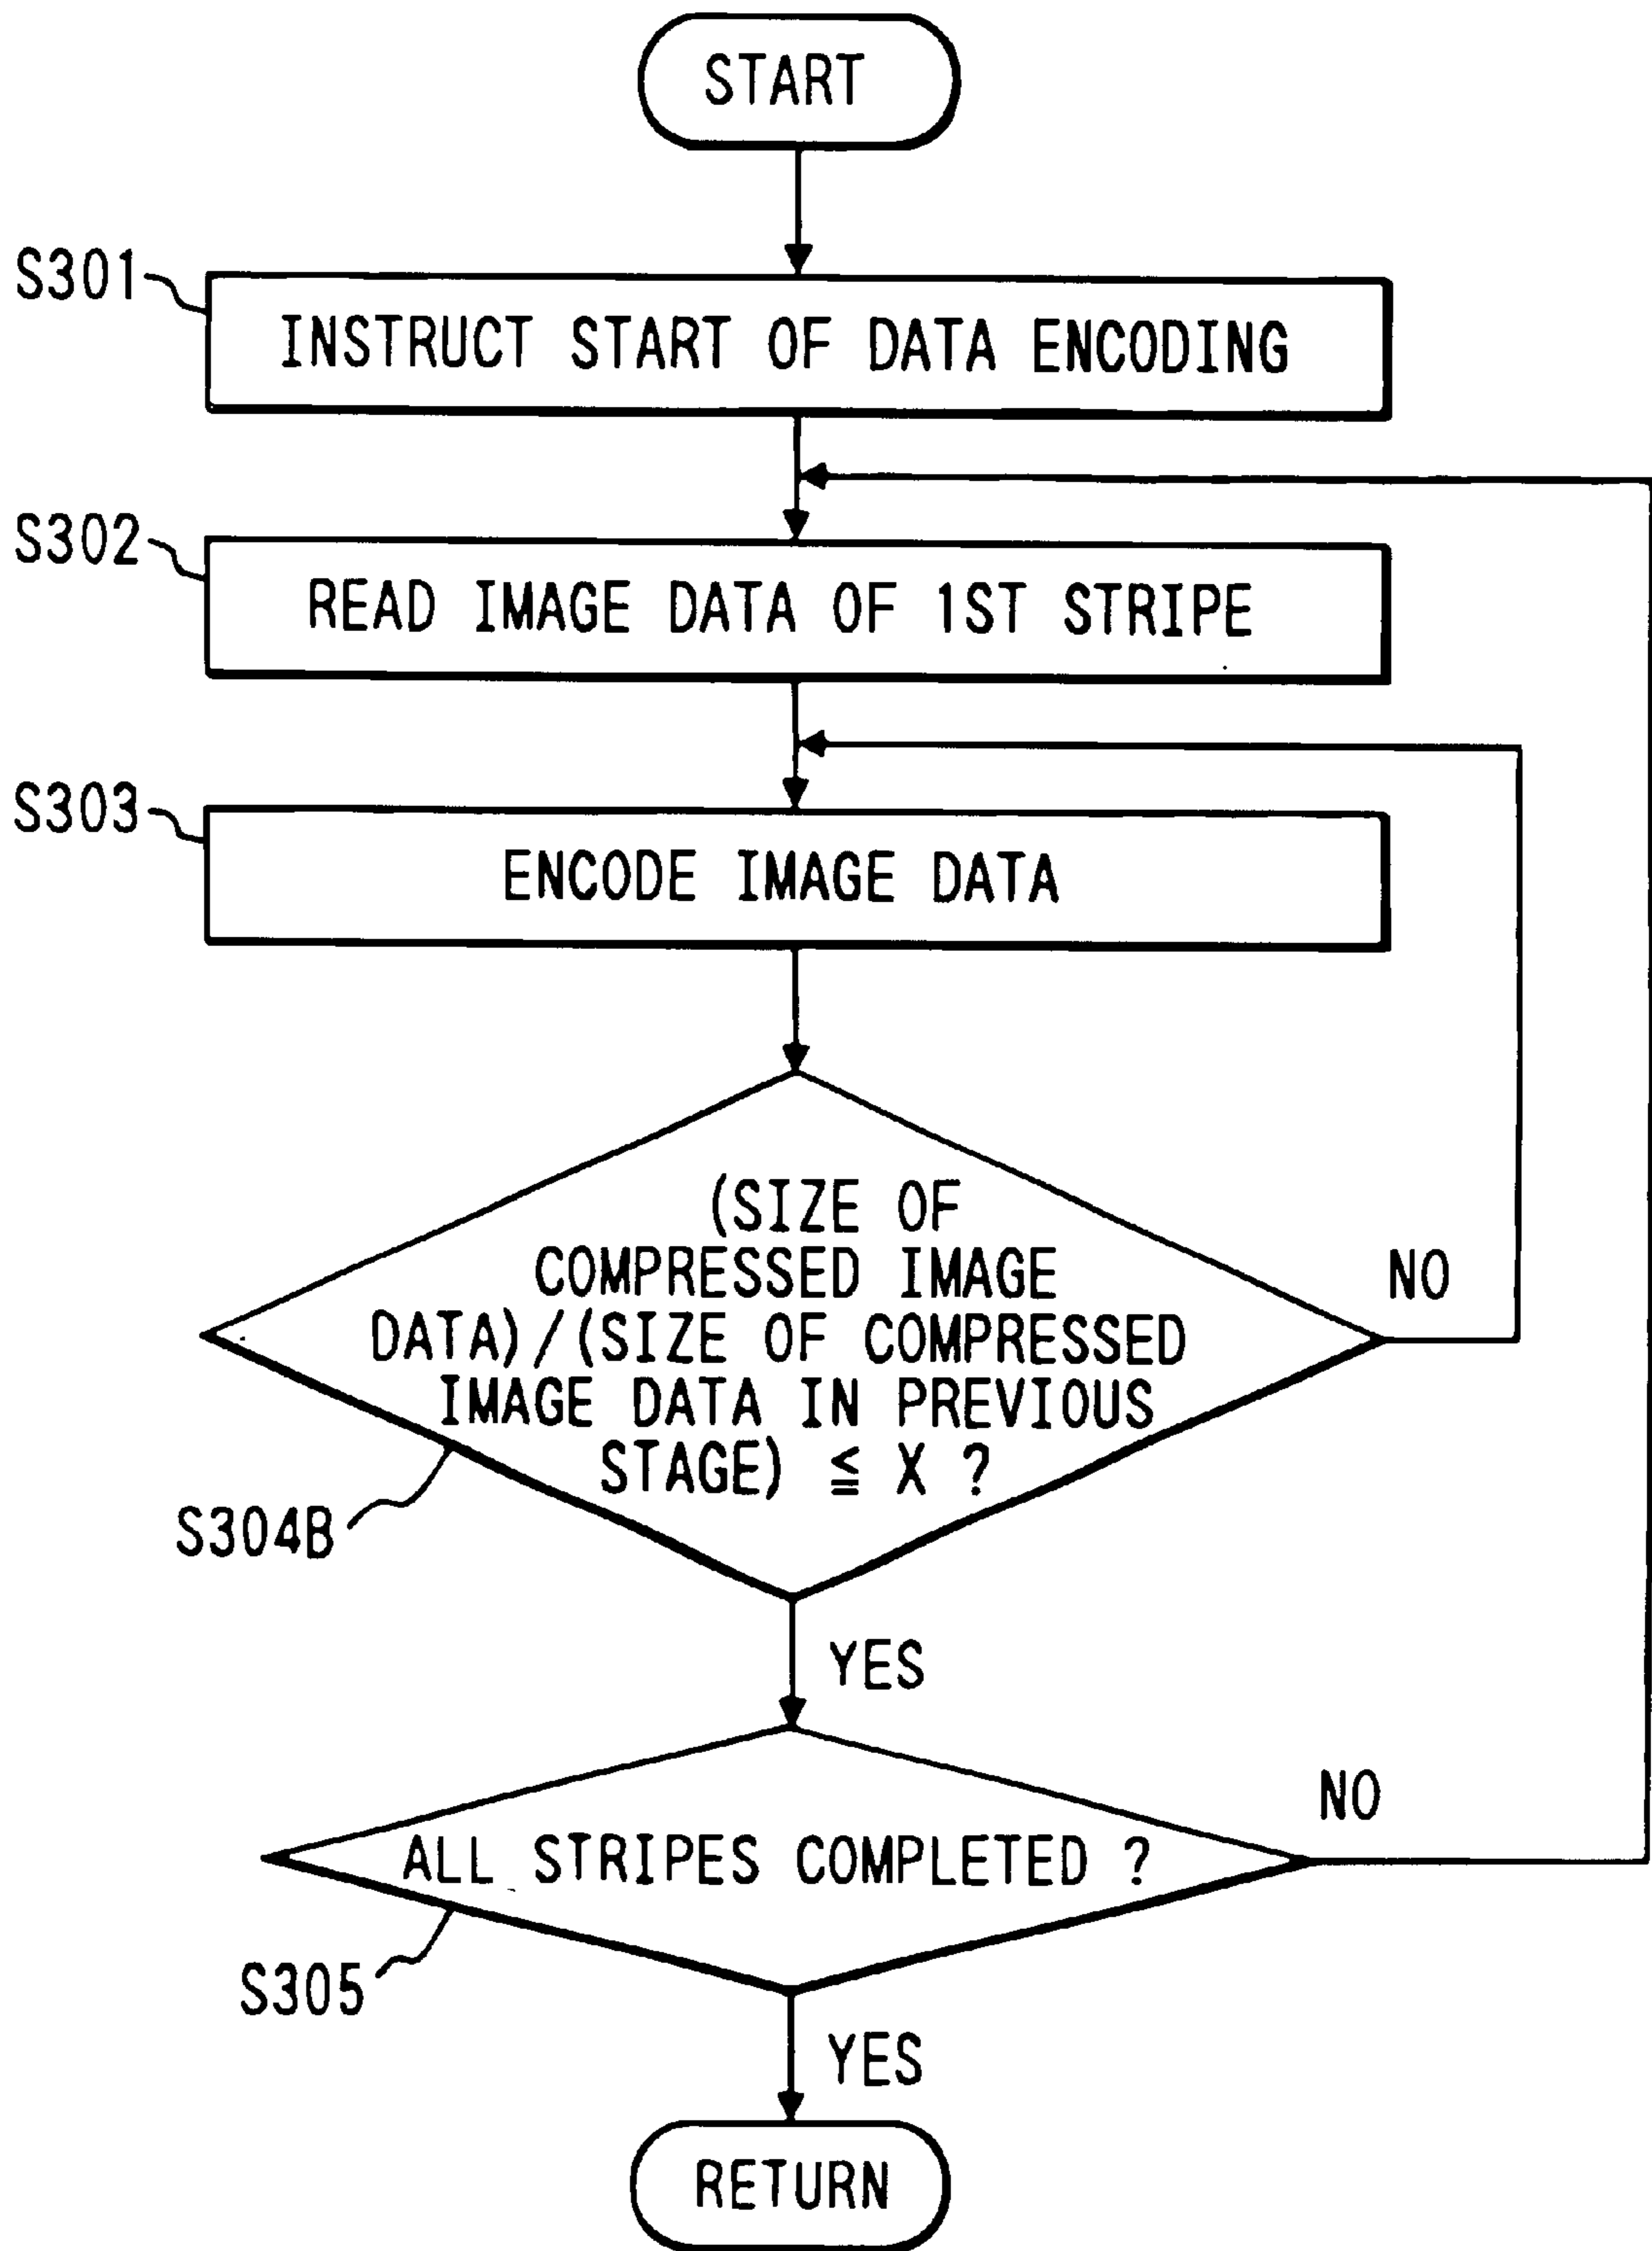 START
S301
INSTRUCT START OF DATA ENCODING
S302
READ IMAGE DATA OF 1ST STRIPE
S303
ENCODE IMAGE DATA
(SIZE OF
COMPRESSED IMAGE
DATA)/(SIZE OF COMPRESSED
IMAGE DATA IN PREVIOUS
STAGE) ≦ X ?
NO
S304B
YES
ALL STRIPES COMPLETED ?
NO
S305
YES
RETURN